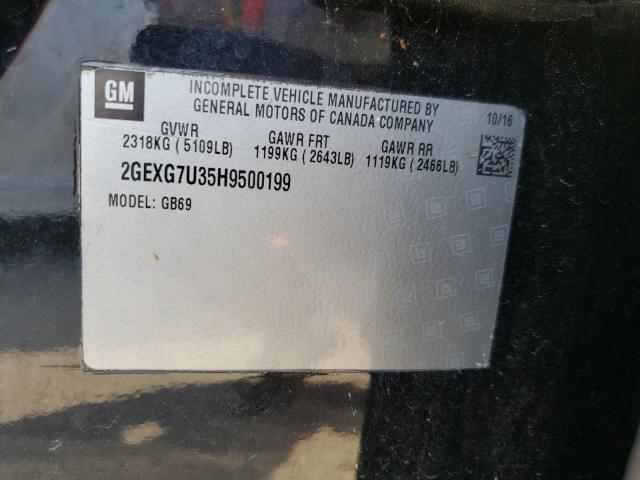 GM
INCOMPLETE VEHICLE MANUFACTURED BY
GENERAL MOTORS OF CANADA COMPANY
10/16
GVWR GAWR FRT GAWR RR
2318KG ( 5109LB) 1199KG ( 2643LB) 1119KG ( 2466LB)
2GEXG7U35H9500199
MODEL: GB69